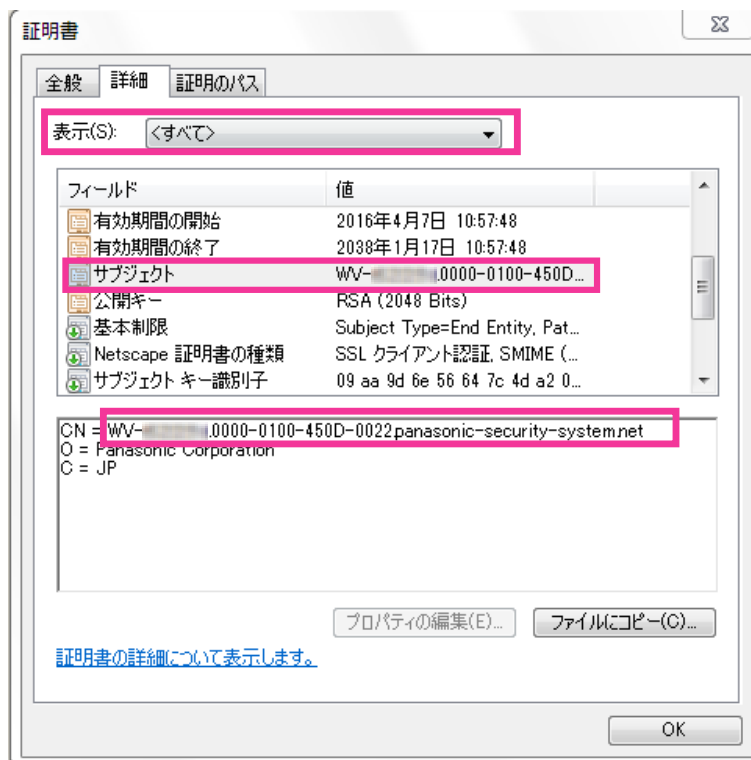 証明書
全般 詳細 証明のパス
表示(S): <すべて>
フィールド 値
有効期間の開始 2016年4月7日 10:57:48
有効期間の終了 2038年1月17日 10:57:48
サブジェクト WV- .0000-0100-450D...
公開キー RSA (2048 Bits)
基本制限 Subject Type=End Entity, Pat...
Netscape 証明書の種類 SSL クライアント認証, SMIME (...
サブジェクト キー識別子 09 aa 9d 6e 56 64 7c 4d a2 0...
CN = WV- .0000-0100-450D-0022.panasonic-security-system.net
O = Panasonic Corporation
C = JP
プロパティの編集(E)... ファイルにコピー(C)...
証明書の詳細について表示します。
OK